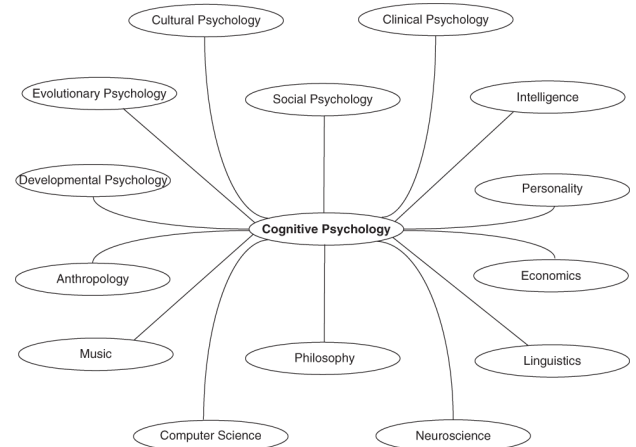 Cultural Psychology
Clinical Psychology
Evolutionary Psychology
Social Psychology
Intelligence
Developmental Psychology
Personality
Cognitive Psychology
Anthropology
Economics
Music
Philosophy
Linguistics
Computer Science
Neuroscience